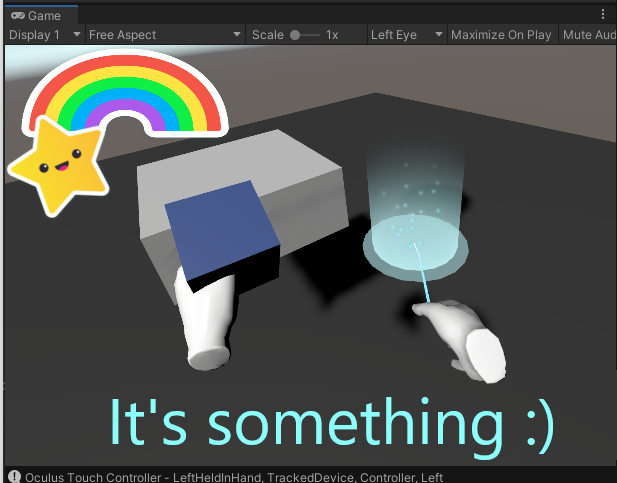 Game
Display 1 Free Aspect Scale 1x Left Eye Maximize On Play Mute Aud
It's something :)
Oculus Touch Controller - LeftHeldInHand, TrackedDevice, Controller, Left